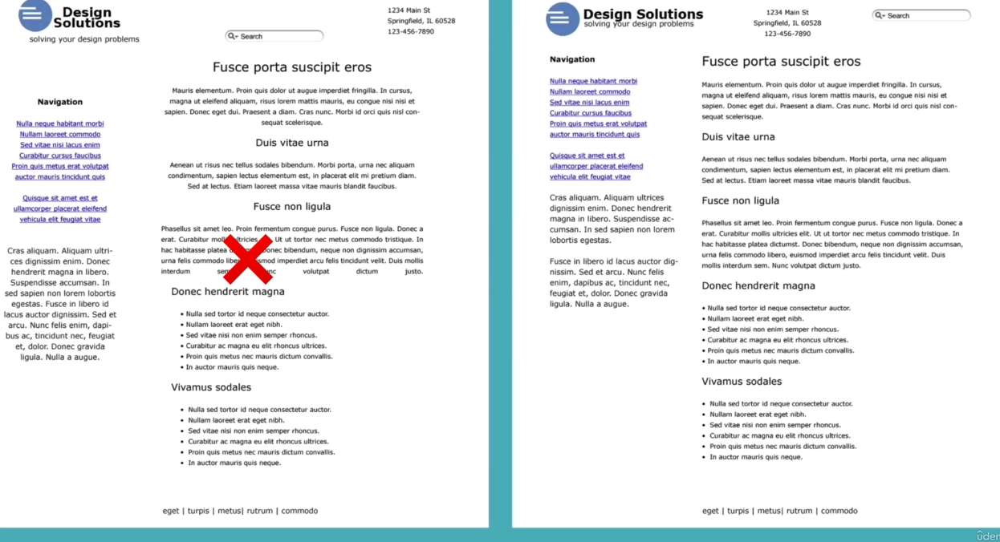 Design
Solutions
solving your design problems
Search
1234 Main St
Springfield, IL 60528
123-456-7890
Navigation
Nulla neque habitant morbi
Nullam laoreet commodo
Sed vitae nisi lacus enim
Curabitur cursus faucibus
Proin quis metus erat volutpat
auctor mauris tincidunt quis
Quisque sit amet est et
ullamcorper placerat eleifend
vehicula elit feugiat vitae
Cras aliquam. Aliquam ultri-
ces dignissim enim. Donec
hendrerit magna in libero.
Suspendisse accumsan. In
sed sapien non lorem lobortis
egestas. Fusce in libero id
lacus auctor dignissim. Sed et
arcu. Nunc felis enim, dapi-
bus ac, tincidunt nec, feugiat
et, dolor. Donec gravida
ligula. Nulla a augue.
Fusce porta suscipit eros
Mauris elementum. Proin quis dolor ut augue imperdiet fringilla. In cursus,
magna ut eleifend aliquam, risus lorem mattis mauris, eu congue nisi nisi et
sapien. Donec eget dui. Praesent a diam. Cras nunc. Morbi id orci quis nisl con-
sequat scelerisque.
Duis vitae urna
Aenean ut risus nec tellus sodales bibendum. Morbi porta, urna nec aliquam
condimentum, sapien lectus elementum est, in placerat elit mi pretium diam.
Sed at lectus. Etiam laoreet massa vitae mauris blandit faucibus.
Fusce non ligula
Phasellus sit amet leo. Proin fermentum congue purus. Fusce non ligula. Donec a
erat. Curabitur Ut ut tortor nec metus commodo tristique. In
hac habitasse platea Donec bibendum, neque non dignissim accumsan,
urna felis commodo imperdiet arcu felis tincidunt velit. Duis mollis
interdum volutpat dictum justo.
Donec hendrerit magna
• Nulla sed tortor id neque consectetur auctor.
• Nullam laoreet erat eget nibh.
• Sed vitae nisi non enim semper rhoncus.
• Curabitur ac magna eu elit rhoncus ultrices.
• Proin quis metus nec mauris dictum convallis.
• In auctor mauris quis neque.
Vivamus sodales
• Nulla sed tortor id neque consectetur auctor.
• Nullam laoreet erat eget nibh.
• Sed vitae nisi non enim semper rhoncus.
• Curabitur ac magna eu elit rhoncus ultrices.
• Proin quis metus nec mauris dictum convallis.
• In auctor mauris quis neque.
eget | turpis | metus| rutrum | commodo
Design Solutions
solving your design problems
1234 Main St
Springfield, IL 60528
123-456-7890
Search
Navigation
Nulla neque habitant morbi
Nullam laoreet commodo
Sed vitae nisi lacus enim
Curabitur cursus faucibus
Proin quis metus erat volutpat
auctor mauris tincidunt quis
Quisque sit amet est et
ullamcorper placerat eleifend
vehicula elit feugiat vitae
Cras aliquam. Aliquam ultrices
dignissim enim. Donec hendrerit
magna in libero. Suspendisse ac-
cumsan. In sed sapien non lorem
lobortis egestas.
Fusce in libero id lacus auctor dig-
nissim. Sed et arcu. Nunc felis
enim, dapibus ac, tincidunt nec,
feugiat et, dolor. Donec gravida
ligula. Nulla a augue.
Fusce porta suscipit eros
Mauris elementum. Proin quis dolor ut augue imperdiet fringilla. In cursus,
magna ut eleifend aliquam, risus lorem mattis mauris, eu congue nisi nisi et
sapien. Donec eget dui. Praesent a diam. Cras nunc. Morbi id orci quis nisl con-
sequat scelerisque.
Duis vitae urna
Aenean ut risus nec tellus sodales bibendum. Morbi porta, urna nec aliquam
condimentum, sapien lectus elementum est, in placerat elit mi pretium diam.
Sed at lectus. Etiam laoreet massa vitae mauris blandit faucibus.
Fusce non ligula
Phasellus sit amet leo. Proin fermentum congue purus. Fusce non ligula. Donec a
erat. Curabitur mollis ultricies elit. Ut ut tortor nec metus commodo tristique. In
hac habitasse platea dictumst. Donec bibendum, neque non dignissim accumsan,
urna felis commodo libero, euismod imperdiet arcu felis tincidunt velit. Duis
mollis interdum sem. Nunc volutpat dictum justo.
Donec hendrerit magna
• Nulla sed tortor id neque consectetur auctor.
• Nullam laoreet erat eget nibh.
• Sed vitae nisi non enim semper rhoncus.
• Curabitur ac magna eu elit rhoncus ultrices.
• Proin quis metus nec mauris dictum convallis.
• In auctor mauris quis neque.
Vivamus sodales
• Nulla sed tortor id neque consectetur auctor.
• Nullam laoreet erat eget nibh.
• Sed vitae nisi non enim semper rhoncus.
• Curabitur ac magna eu elit rhoncus ultrices.
• Proin quis metus nec mauris dictum convallis.
• In auctor mauris quis neque.
eget | turpis | metus| rutrum | commodo